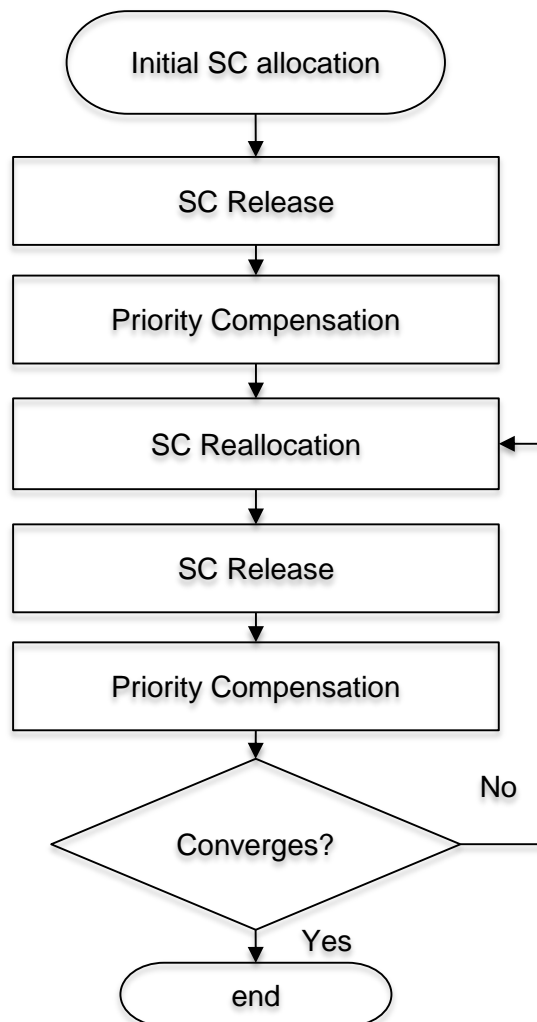 Initial SC allocation
SC Release
Priority Compensation
SC Reallocation
SC Release
Priority Compensation
No
Converges?
Yes
end